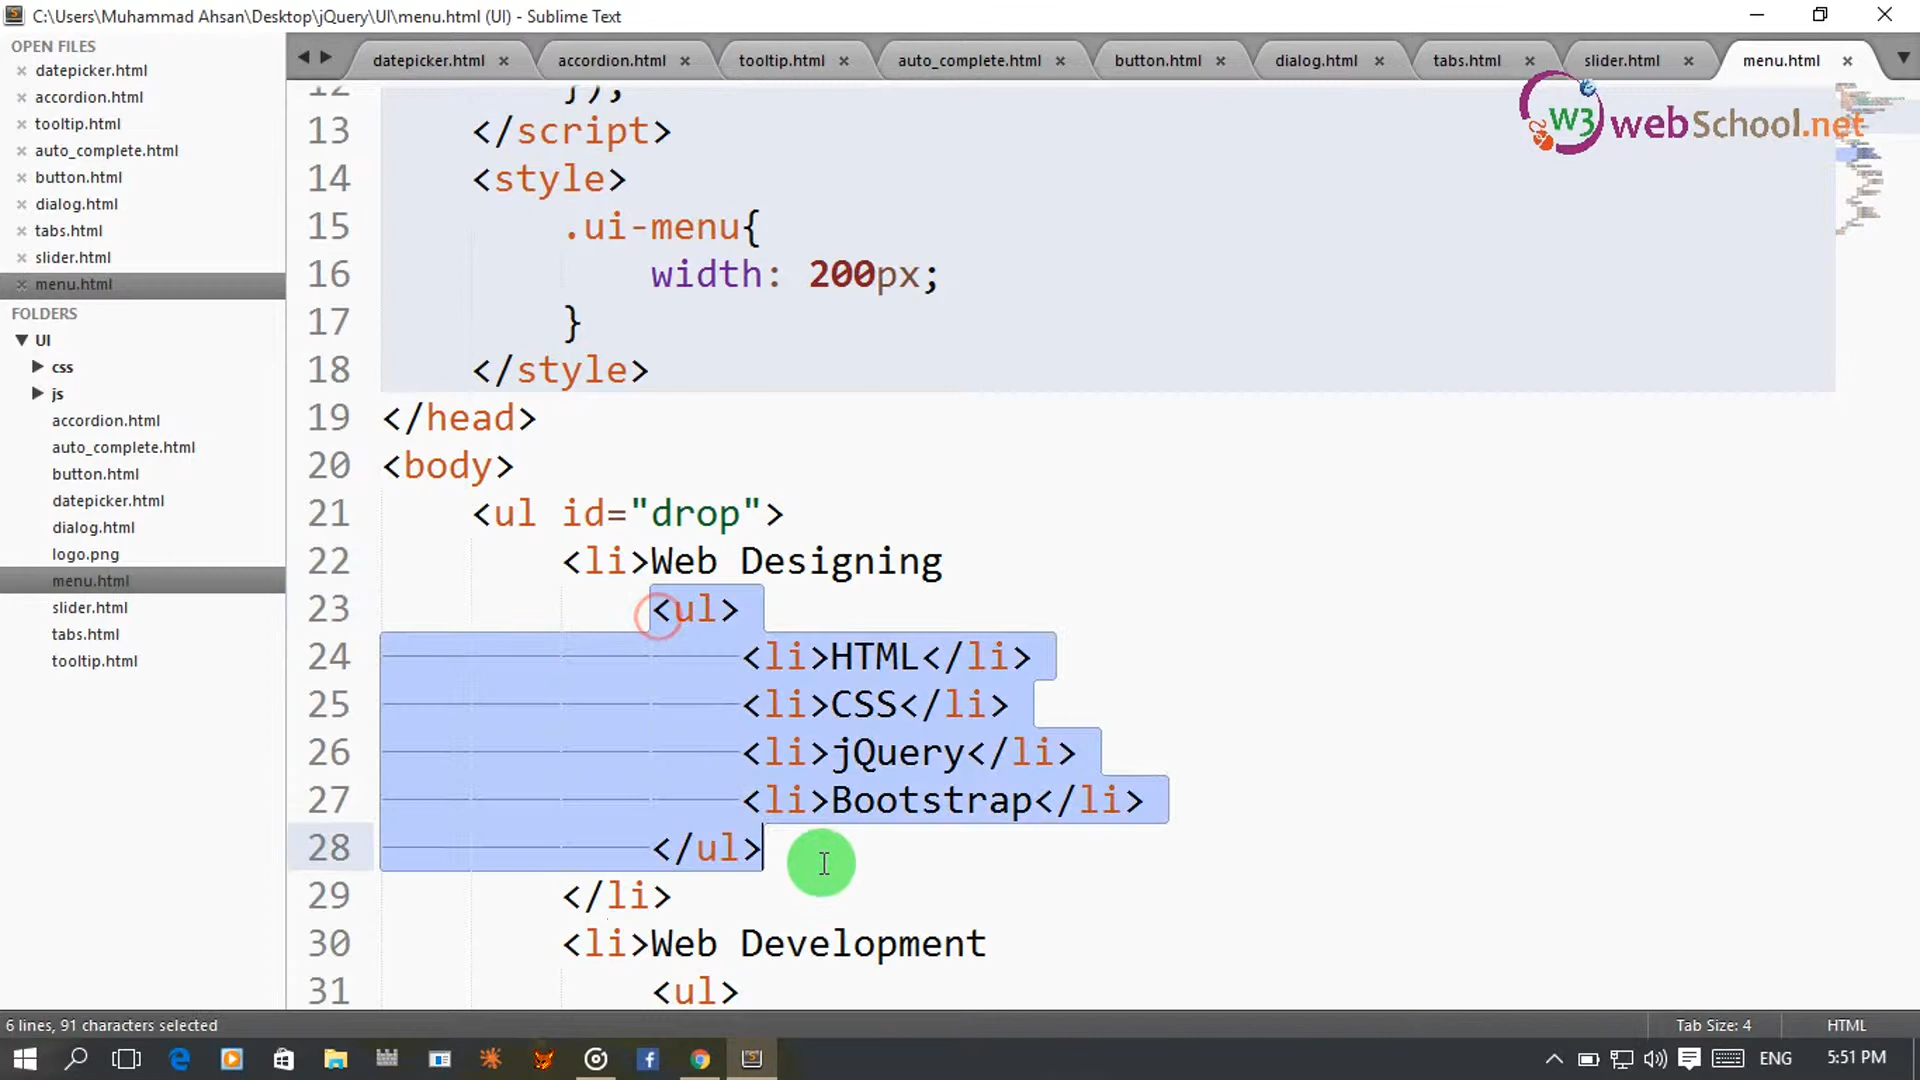 C:\Users\Muhammad Ahsan\Desktop\jQuery\UI\menu.html (UI) - Sublime Text
OPEN FILES
datepicker.html
accordion.html
tooltip.html
auto_complete.html
button.html
dialog.html
tabs.html
slider.html
menu.html
FOLDERS
UI
css
js
accordion.html
auto_complete.html
button.html
datepicker.html
dialog.html
logo.png
menu.html
slider.html
tabs.html
tooltip.html
datepicker.html accordion.html tooltip.html auto_complete.html button.html dialog.html tabs.html slider.html menu.html
W3 webSchool.net
12 });
13 </script>
14 <style>
15 .ui-menu{
16 width: 200px;
17 }
18 </style>
19 </head>
20 <body>
21 <ul id="drop">
22 <li>Web Designing
23 <ul>
24 <li>HTML</li>
25 <li>CSS</li>
26 <li>jQuery</li>
27 <li>Bootstrap</li>
28 </ul>
29 </li>
30 <li>Web Development
31 <ul>
6 lines, 91 characters selected
Tab Size: 4
HTML
ENG
5:51 PM